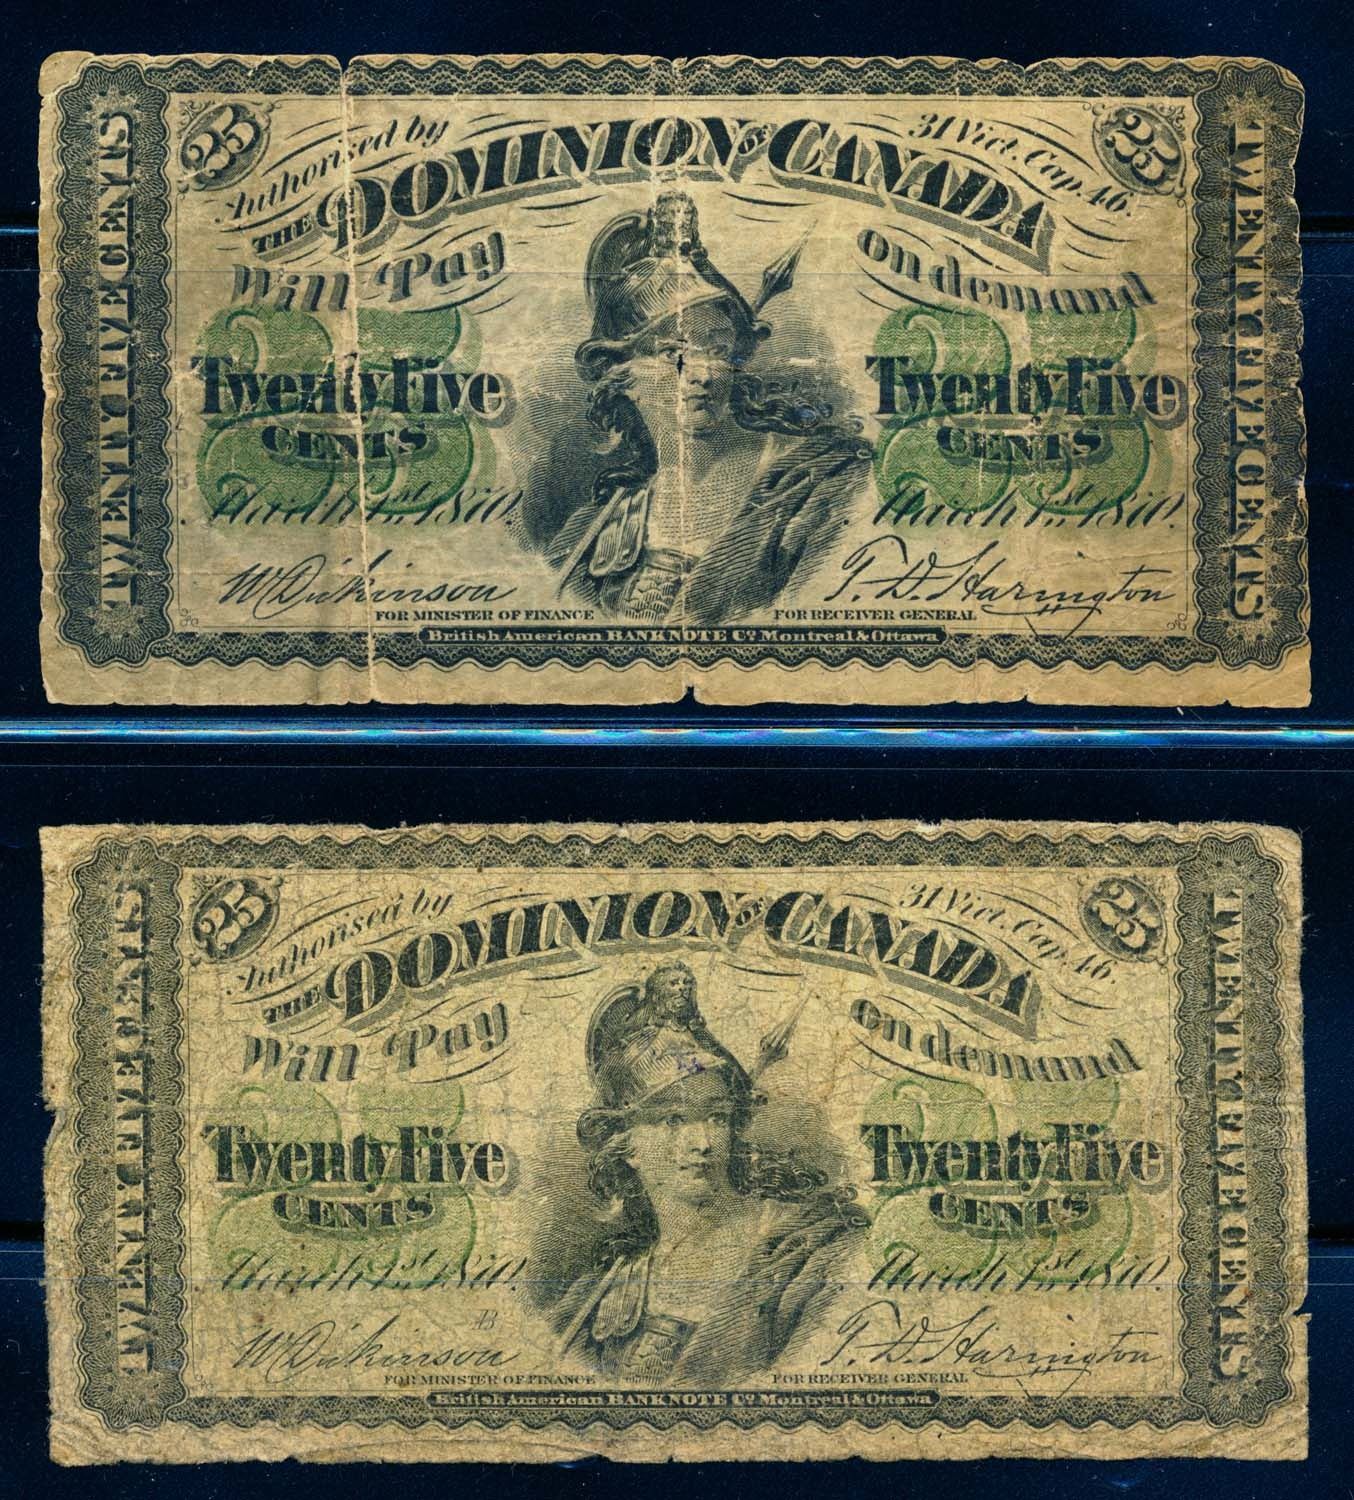 25
Authorised by
31 Vict. Cap. 46.
25
THE DOMINION OF CANADA
Will Pay
on demand
TWENTY FIVE CENTS
25
Twenty Five
CENTS
March 1st 1870.
25
Twenty Five
CENTS
March 1st 1870.
TWENTY FIVE CENTS
W Dickinson
FOR MINISTER OF FINANCE
T. D. Harington
FOR RECEIVER GENERAL
British American BANK NOTE Co. Montreal & Ottawa
25
Authorised by
31 Vict. Cap. 46.
25
THE DOMINION OF CANADA
Will Pay
on demand
TWENTY FIVE CENTS
25
Twenty Five
CENTS
March 1st 1870.
25
Twenty Five
CENTS
March 1st 1870.
TWENTY FIVE CENTS
W Dickinson
FOR MINISTER OF FINANCE
T. D. Harington
FOR RECEIVER GENERAL
British American BANK NOTE Co. Montreal & Ottawa